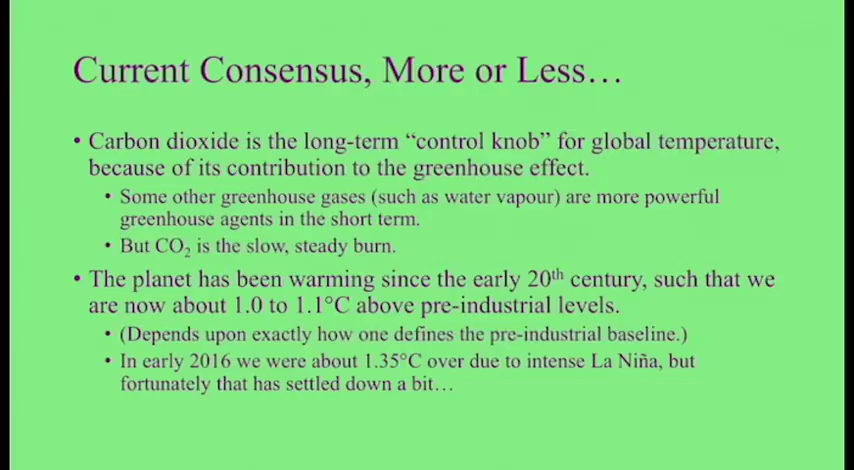 Current Consensus, More or Less…
• Carbon dioxide is the long-term “control knob” for global temperature,
because of its contribution to the greenhouse effect.
• Some other greenhouse gases (such as water vapour) are more powerful
greenhouse agents in the short term.
• But CO₂ is the slow, steady burn.
• The planet has been warming since the early 20th century, such that we
are now about 1.0 to 1.1°C above pre-industrial levels.
• (Depends upon exactly how one defines the pre-industrial baseline.)
• In early 2016 we were about 1.35°C over due to intense La Niña, but
fortunately that has settled down a bit…